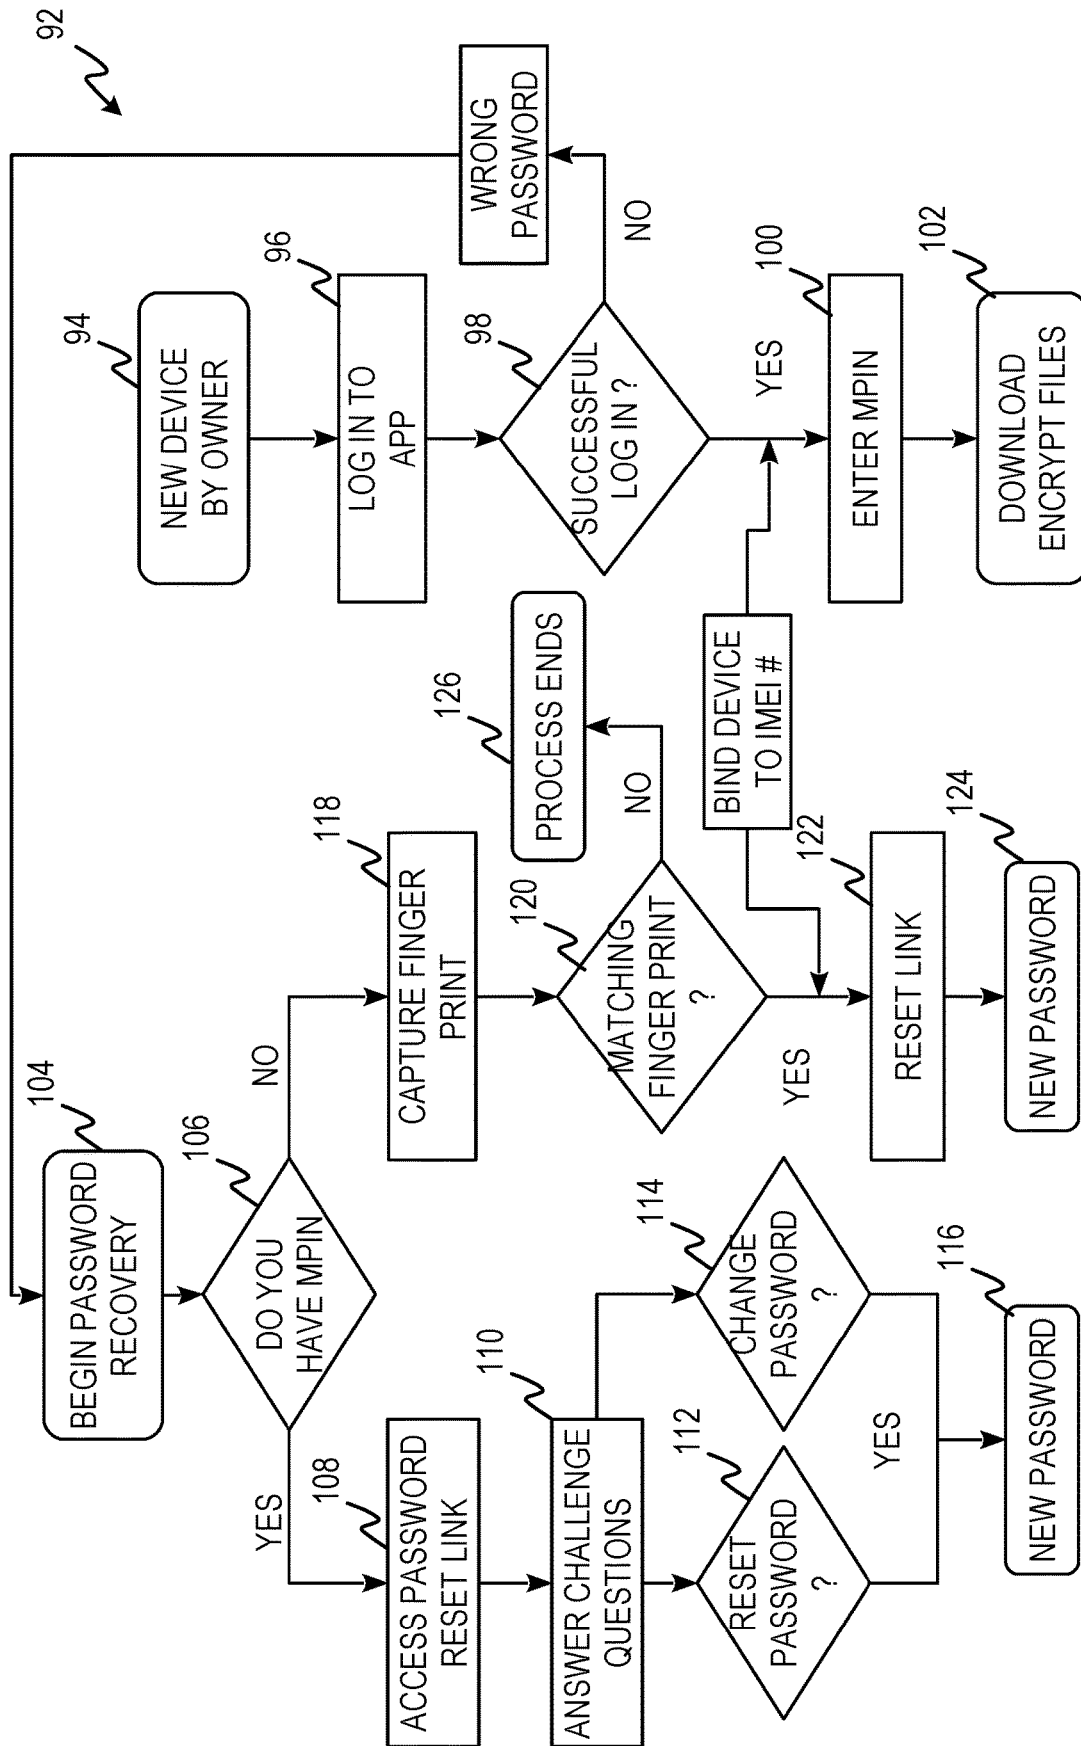 92
104
BEGIN PASSWORD
RECOVERY
106
DO YOU
HAVE MPIN
YES
NO
108
ACCESS PASSWORD
RESET LINK
110
ANSWER CHALLENGE
QUESTIONS
112
RESET
PASSWORD
?
114
CHANGE
PASSWORD
?
YES
116
NEW PASSWORD
118
CAPTURE FINGER
PRINT
120
MATCHING
FINGER PRINT
?
NO
126
PROCESS ENDS
YES
122
RESET LINK
124
NEW PASSWORD
BIND DEVICE
TO IMEI #
94
NEW DEVICE
BY OWNER
96
LOG IN TO
APP
98
SUCCESSFUL
LOG IN ?
NO
WRONG
PASSWORD
YES
100
ENTER MPIN
102
DOWNLOAD
ENCRYPT FILES